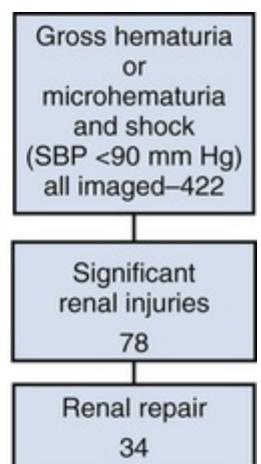 Gross hematuria
or
microhematuria
and shock
(SBP <90 mm Hg)
all imaged–422
Significant
renal injuries
78
Renal repair
34